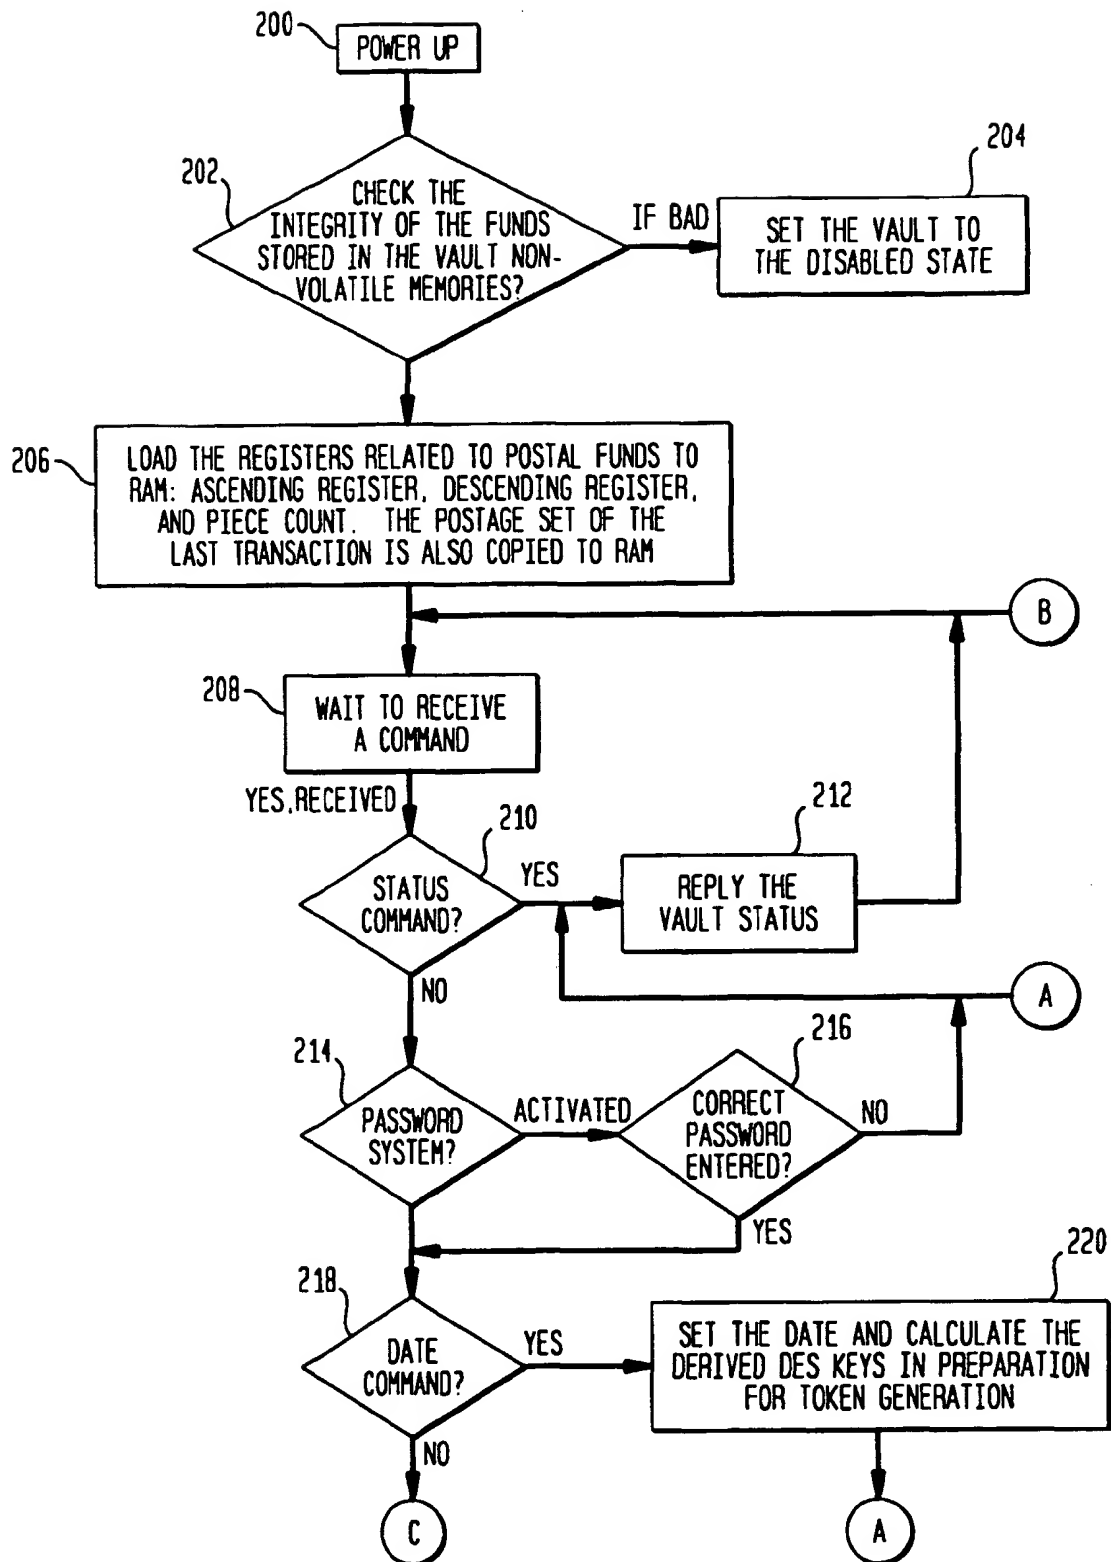 200
POWER UP
202
CHECK THE
INTEGRITY OF THE FUNDS
STORED IN THE VAULT NON-
VOLATILE MEMORIES?
IF BAD
204
SET THE VAULT TO
THE DISABLED STATE
206
LOAD THE REGISTERS RELATED TO POSTAL FUNDS TO
RAM: ASCENDING REGISTER, DESCENDING REGISTER,
AND PIECE COUNT. THE POSTAGE SET OF THE
LAST TRANSACTION IS ALSO COPIED TO RAM
B
208
WAIT TO RECEIVE
A COMMAND
YES,RECEIVED
210
STATUS
COMMAND?
YES
212
REPLY THE
VAULT STATUS
NO
A
214
PASSWORD
SYSTEM?
ACTIVATED
216
CORRECT
PASSWORD
ENTERED?
NO
YES
218
DATE
COMMAND?
YES
220
SET THE DATE AND CALCULATE THE
DERIVED DES KEYS IN PREPARATION
FOR TOKEN GENERATION
NO
C
A